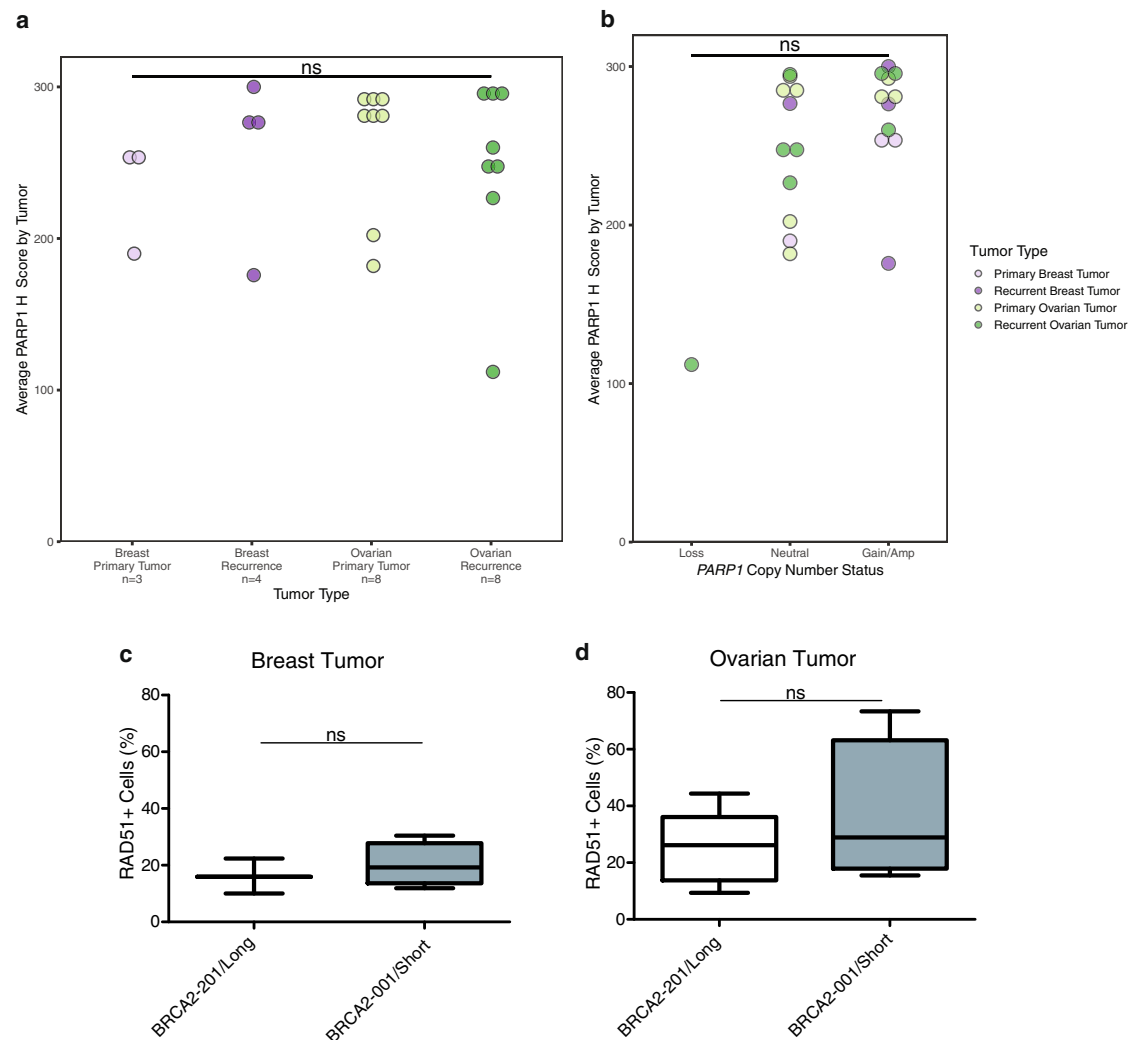 a
ns
300
200
100
0
Average PARP1 H Score by Tumor
Breast
Primary Tumor
n=3
Breast
Recurrence
n=4
Ovarian
Primary Tumor
n=8
Ovarian
Recurrence
n=8
Tumor Type
b
ns
300
200
100
0
Average PARP1 H Score by Tumor
Loss
Neutral
Gain/Amp
PARP1 Copy Number Status
Tumor Type
Primary Breast Tumor
Recurrent Breast Tumor
Primary Ovarian Tumor
Recurrent Ovarian Tumor
c
Breast Tumor
ns
80
60
40
20
0
RAD51+ Cells (%)
BRCA2-201/Long
BRCA2-001/Short
d
Ovarian Tumor
ns
80
60
40
20
0
RAD51+ Cells (%)
BRCA2-201/Long
BRCA2-001/Short